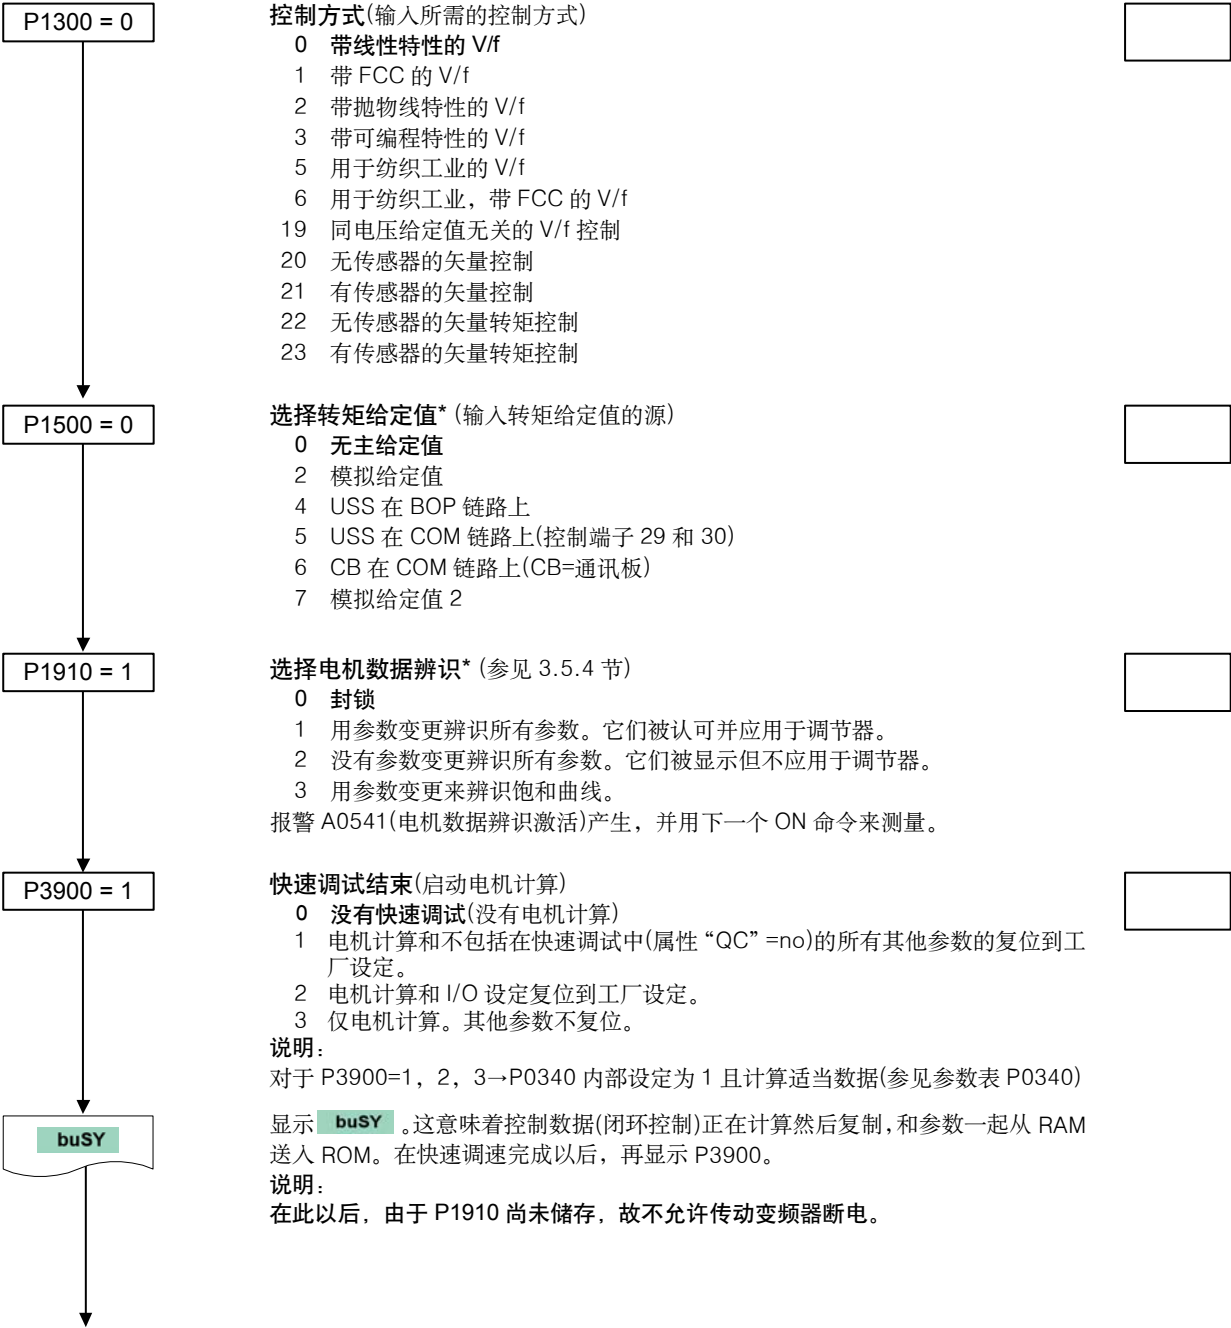 P1300 = 0
控制方式(输入所需的控制方式)
0 带线性特性的 V/f
1 带 FCC 的 V/f
2 带抛物线特性的 V/f
3 带可编程特性的 V/f
5 用于纺织工业的 V/f
6 用于纺织工业，带 FCC 的 V/f
19 同电压给定值无关的 V/f 控制
20 无传感器的矢量控制
21 有传感器的矢量控制
22 无传感器的矢量转矩控制
23 有传感器的矢量转矩控制
P1500 = 0
选择转矩给定值* (输入转矩给定值的源)
0 无主给定值
2 模拟给定值
4 USS 在 BOP 链路上
5 USS 在 COM 链路上(控制端子 29 和 30)
6 CB 在 COM 链路上(CB=通讯板)
7 模拟给定值 2
P1910 = 1
选择电机数据辨识* (参见 3.5.4 节)
0 封锁
1 用参数变更辨识所有参数。它们被认可并应用于调节器。
2 没有参数变更辨识所有参数。它们被显示但不应用于调节器。
3 用参数变更来辨识饱和曲线。
报警 A0541(电机数据辨识激活)产生，并用下一个 ON 命令来测量。
P3900 = 1
快速调试结束(启动电机计算)
0 没有快速调试(没有电机计算)
1 电机计算和不包括在快速调试中(属性“QC”=no)的所有其他参数的复位到工
厂设定。
2 电机计算和 I/O 设定复位到工厂设定。
3 仅电机计算。其他参数不复位。
说明：
对于 P3900=1，2，3→P0340 内部设定为 1 且计算适当数据(参见参数表 P0340)
buSY
显示 buSY 。这意味着控制数据(闭环控制)正在计算然后复制，和参数一起从 RAM
送入 ROM。在快速调速完成以后，再显示 P3900。
说明：
在此以后，由于 P1910 尚未储存，故不允许传动变频器断电。